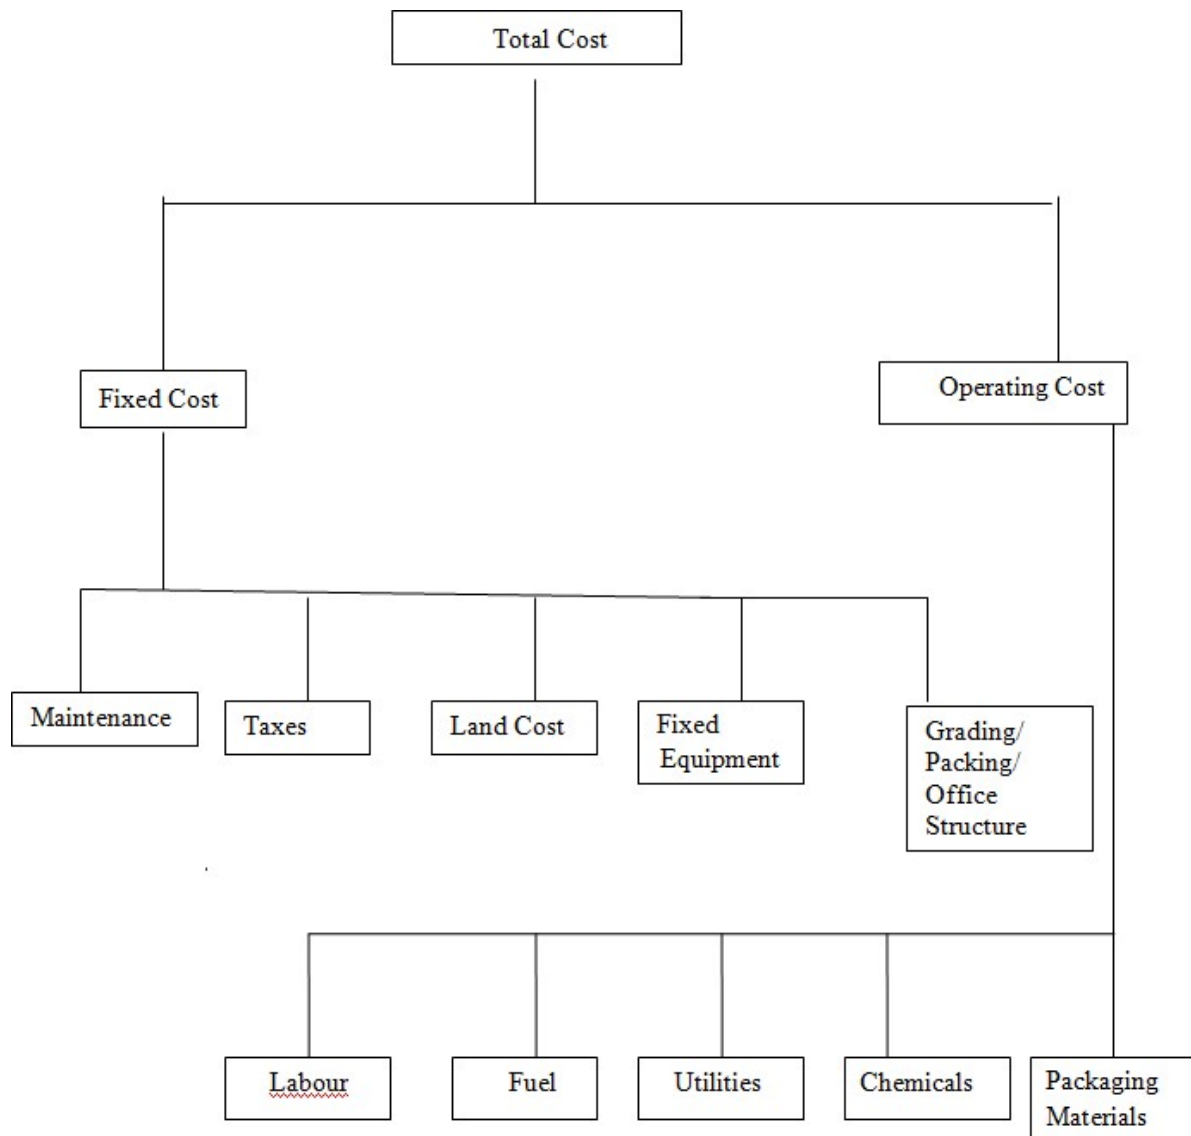 Total Cost
Fixed Cost
Operating Cost
Maintenance
Taxes
Land Cost
Fixed
Equipment
Grading/
Packing/
Office
Structure
Labour
Fuel
Utilities
Chemicals
Packaging
Materials